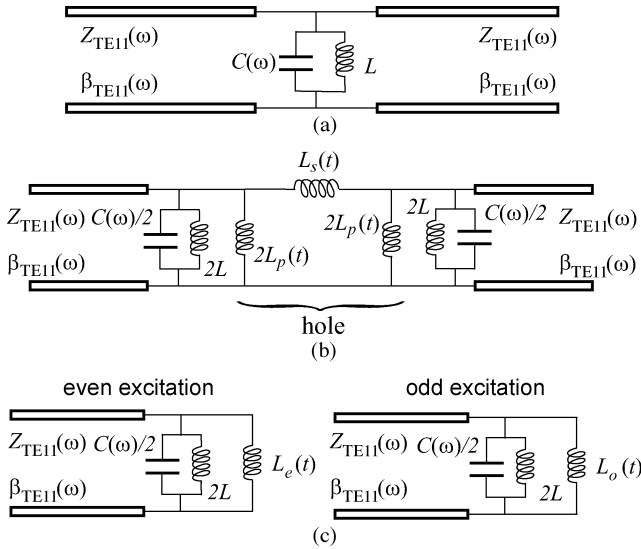 Z_TE11(ω) C(ω) L Z_TE11(ω)
β_TE11(ω) β_TE11(ω)
(a)
L_s(t)
Z_TE11(ω) C(ω)/2 2L 2L_p(t) 2L_p(t) 2L C(ω)/2 Z_TE11(ω)
β_TE11(ω) β_TE11(ω)
hole
(b)
even excitation odd excitation
Z_TE11(ω) C(ω)/2 L_e(t) Z_TE11(ω) C(ω)/2 L_o(t)
β_TE11(ω) 2L β_TE11(ω) 2L
(c)